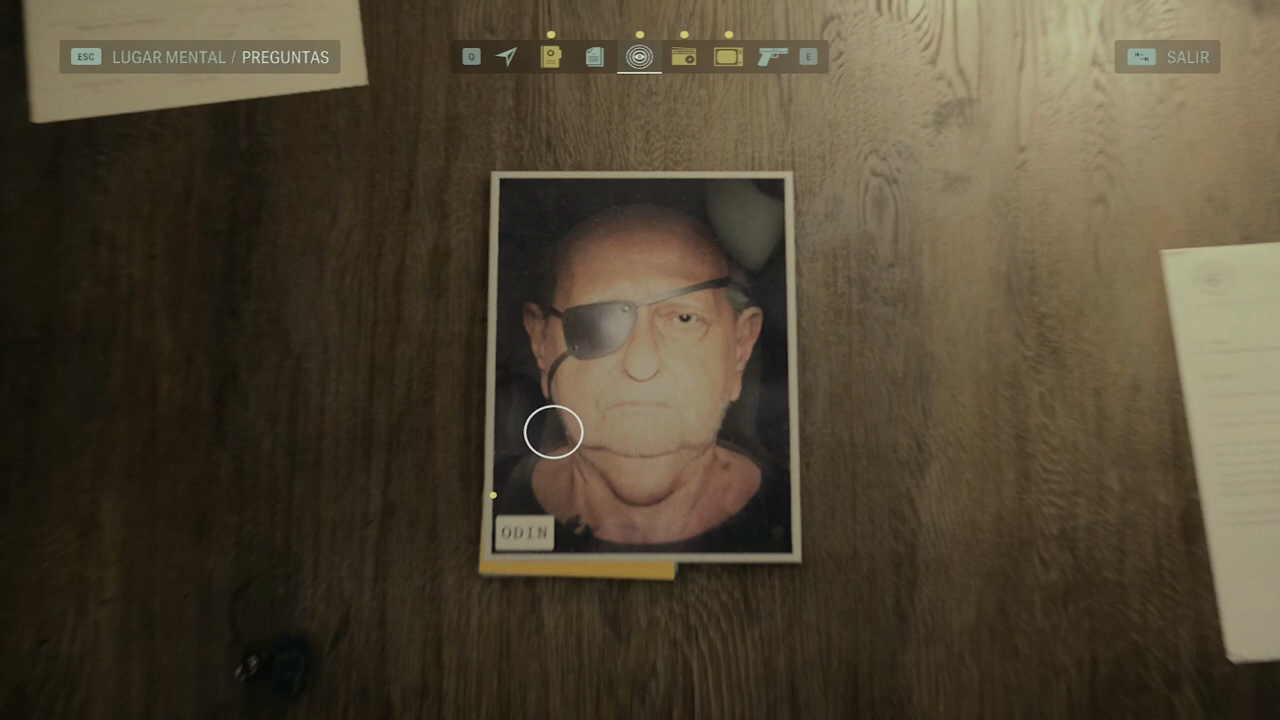 ESC LUGAR MENTAL / PREGUNTAS
Q
E
SALIR
ODIN